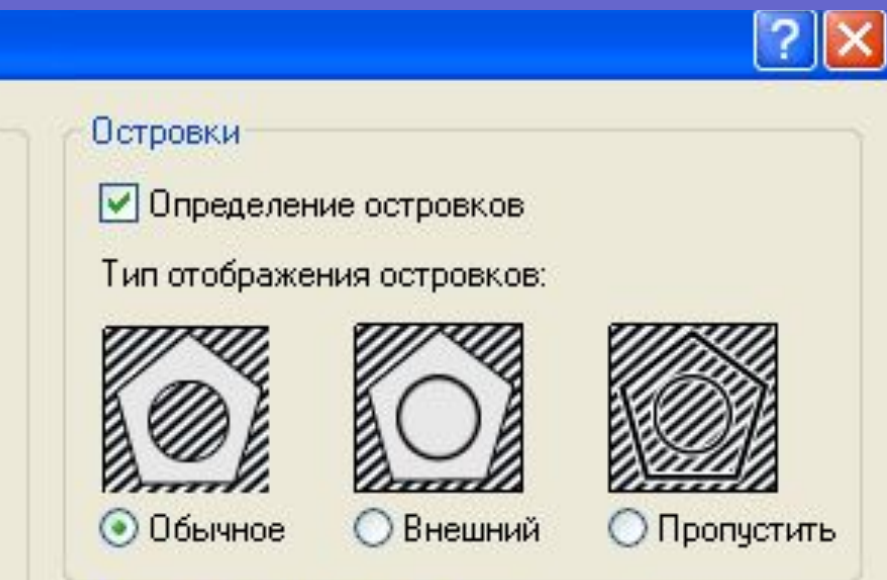 ?
Островки
Определение островков
Тип отображения островков:
Обычное Внешний Пропустить